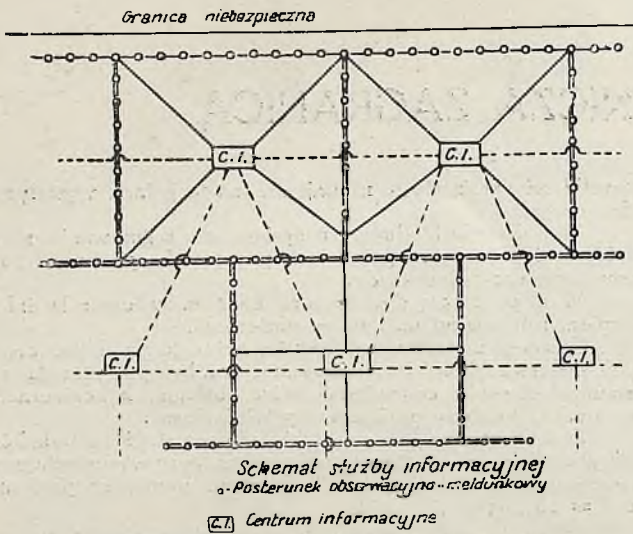 Granica niebezpieczna
C.I.
C.I.
C.I.
C.I.
C.I.
Schemat służby informacyjnej
o-Posterunek obserwacyjno-meldunkowy
C.I. Centrum informacyjne